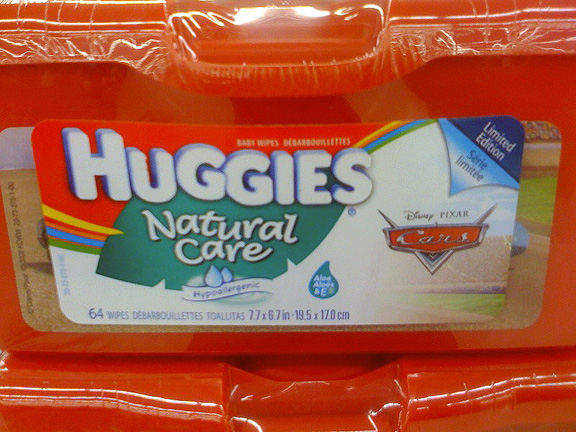 BABY WIPES DÉBARBOUILLETTES
HUGGIES®
Natural
Care
Hypoallergenic
Aloe
Aloès
& E
64 WIPES DÉBARBOUILLETTES TOALLITAS 7.7 x 6.7 in · 19.5 x 17.0 cm
Limited
Edition
Série
limitée
Disney · PIXAR
Cars